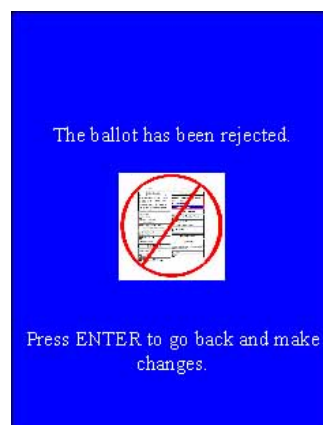 The ballot has been rejected.
Press ENTER to go back and make
changes.